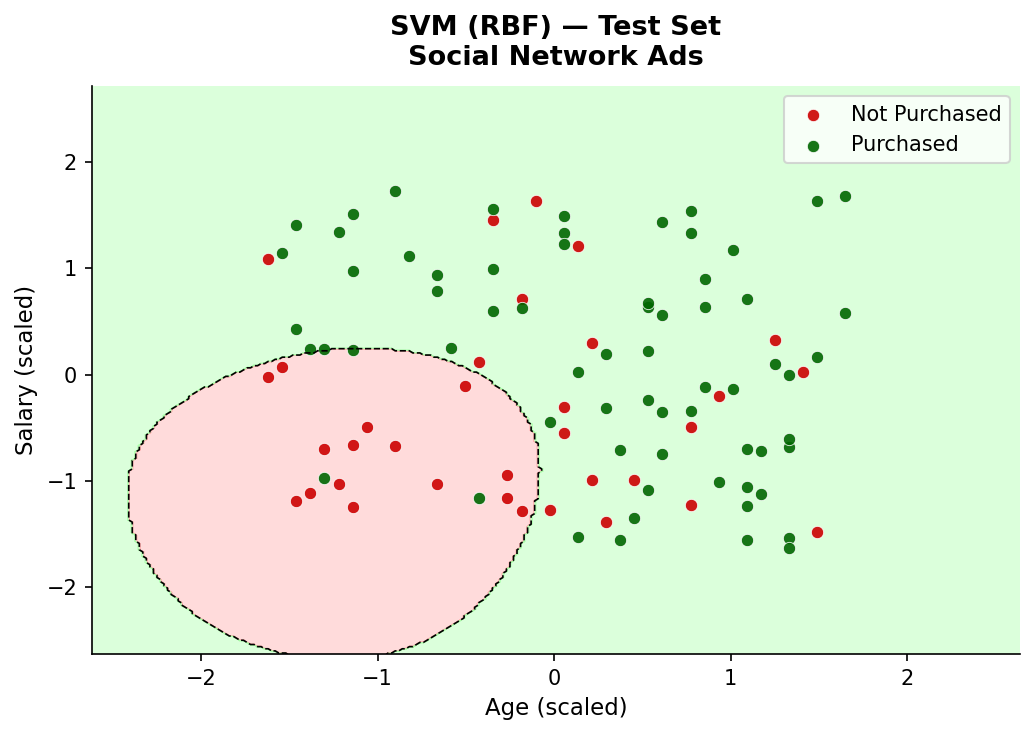 SVM (RBF) — Test Set
Social Network Ads
Not Purchased
Purchased
Salary (scaled)
2
1
0
−1
−2
−2
−1
0
1
2
Age (scaled)